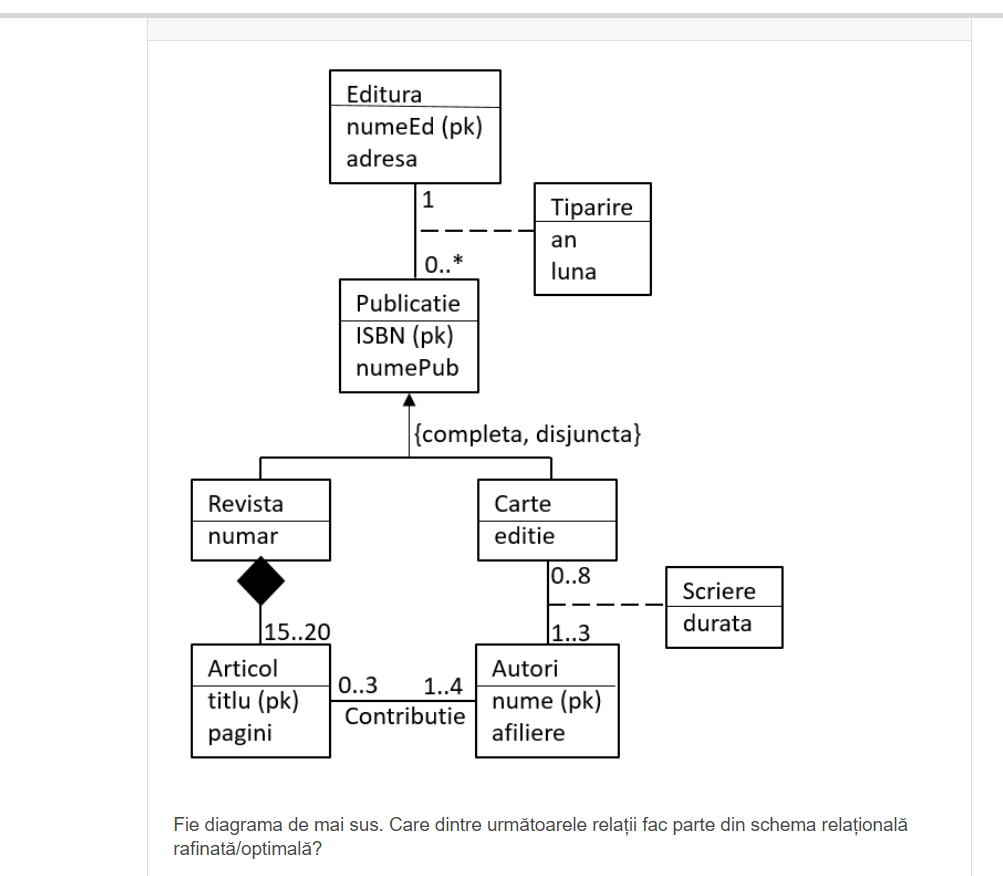 Editura
numeEd (pk)
adresa
1
Tiparire
an
luna
0..*
Publicatie
ISBN (pk)
numePub
{completa, disjuncta}
Revista
numar
Carte
editie
0..8
Scriere
durata
15..20
1..3
Articol
titlu (pk)
pagini
0..3
1..4
Contributie
Autori
nume (pk)
afiliere
Fie diagrama de mai sus. Care dintre următoarele relații fac parte din schema relațională
rafinată/optimală?